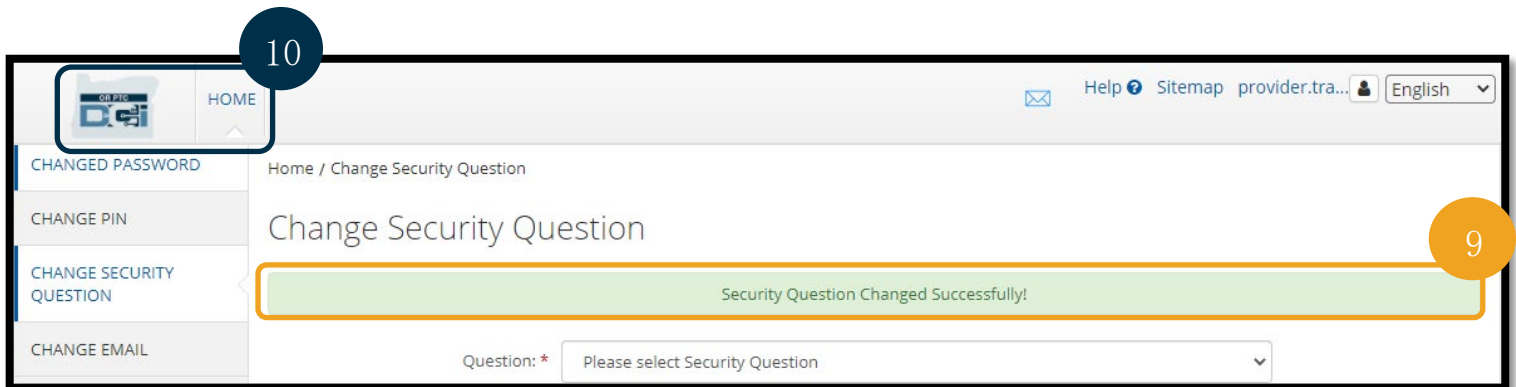 10
OR PTC
DCi
HOME
Help ? Sitemap provider.tra... English
CHANGED PASSWORD
Home / Change Security Question
CHANGE PIN
Change Security Question
9
CHANGE SECURITY
QUESTION
Security Question Changed Successfully!
CHANGE EMAIL
Question: * Please select Security Question